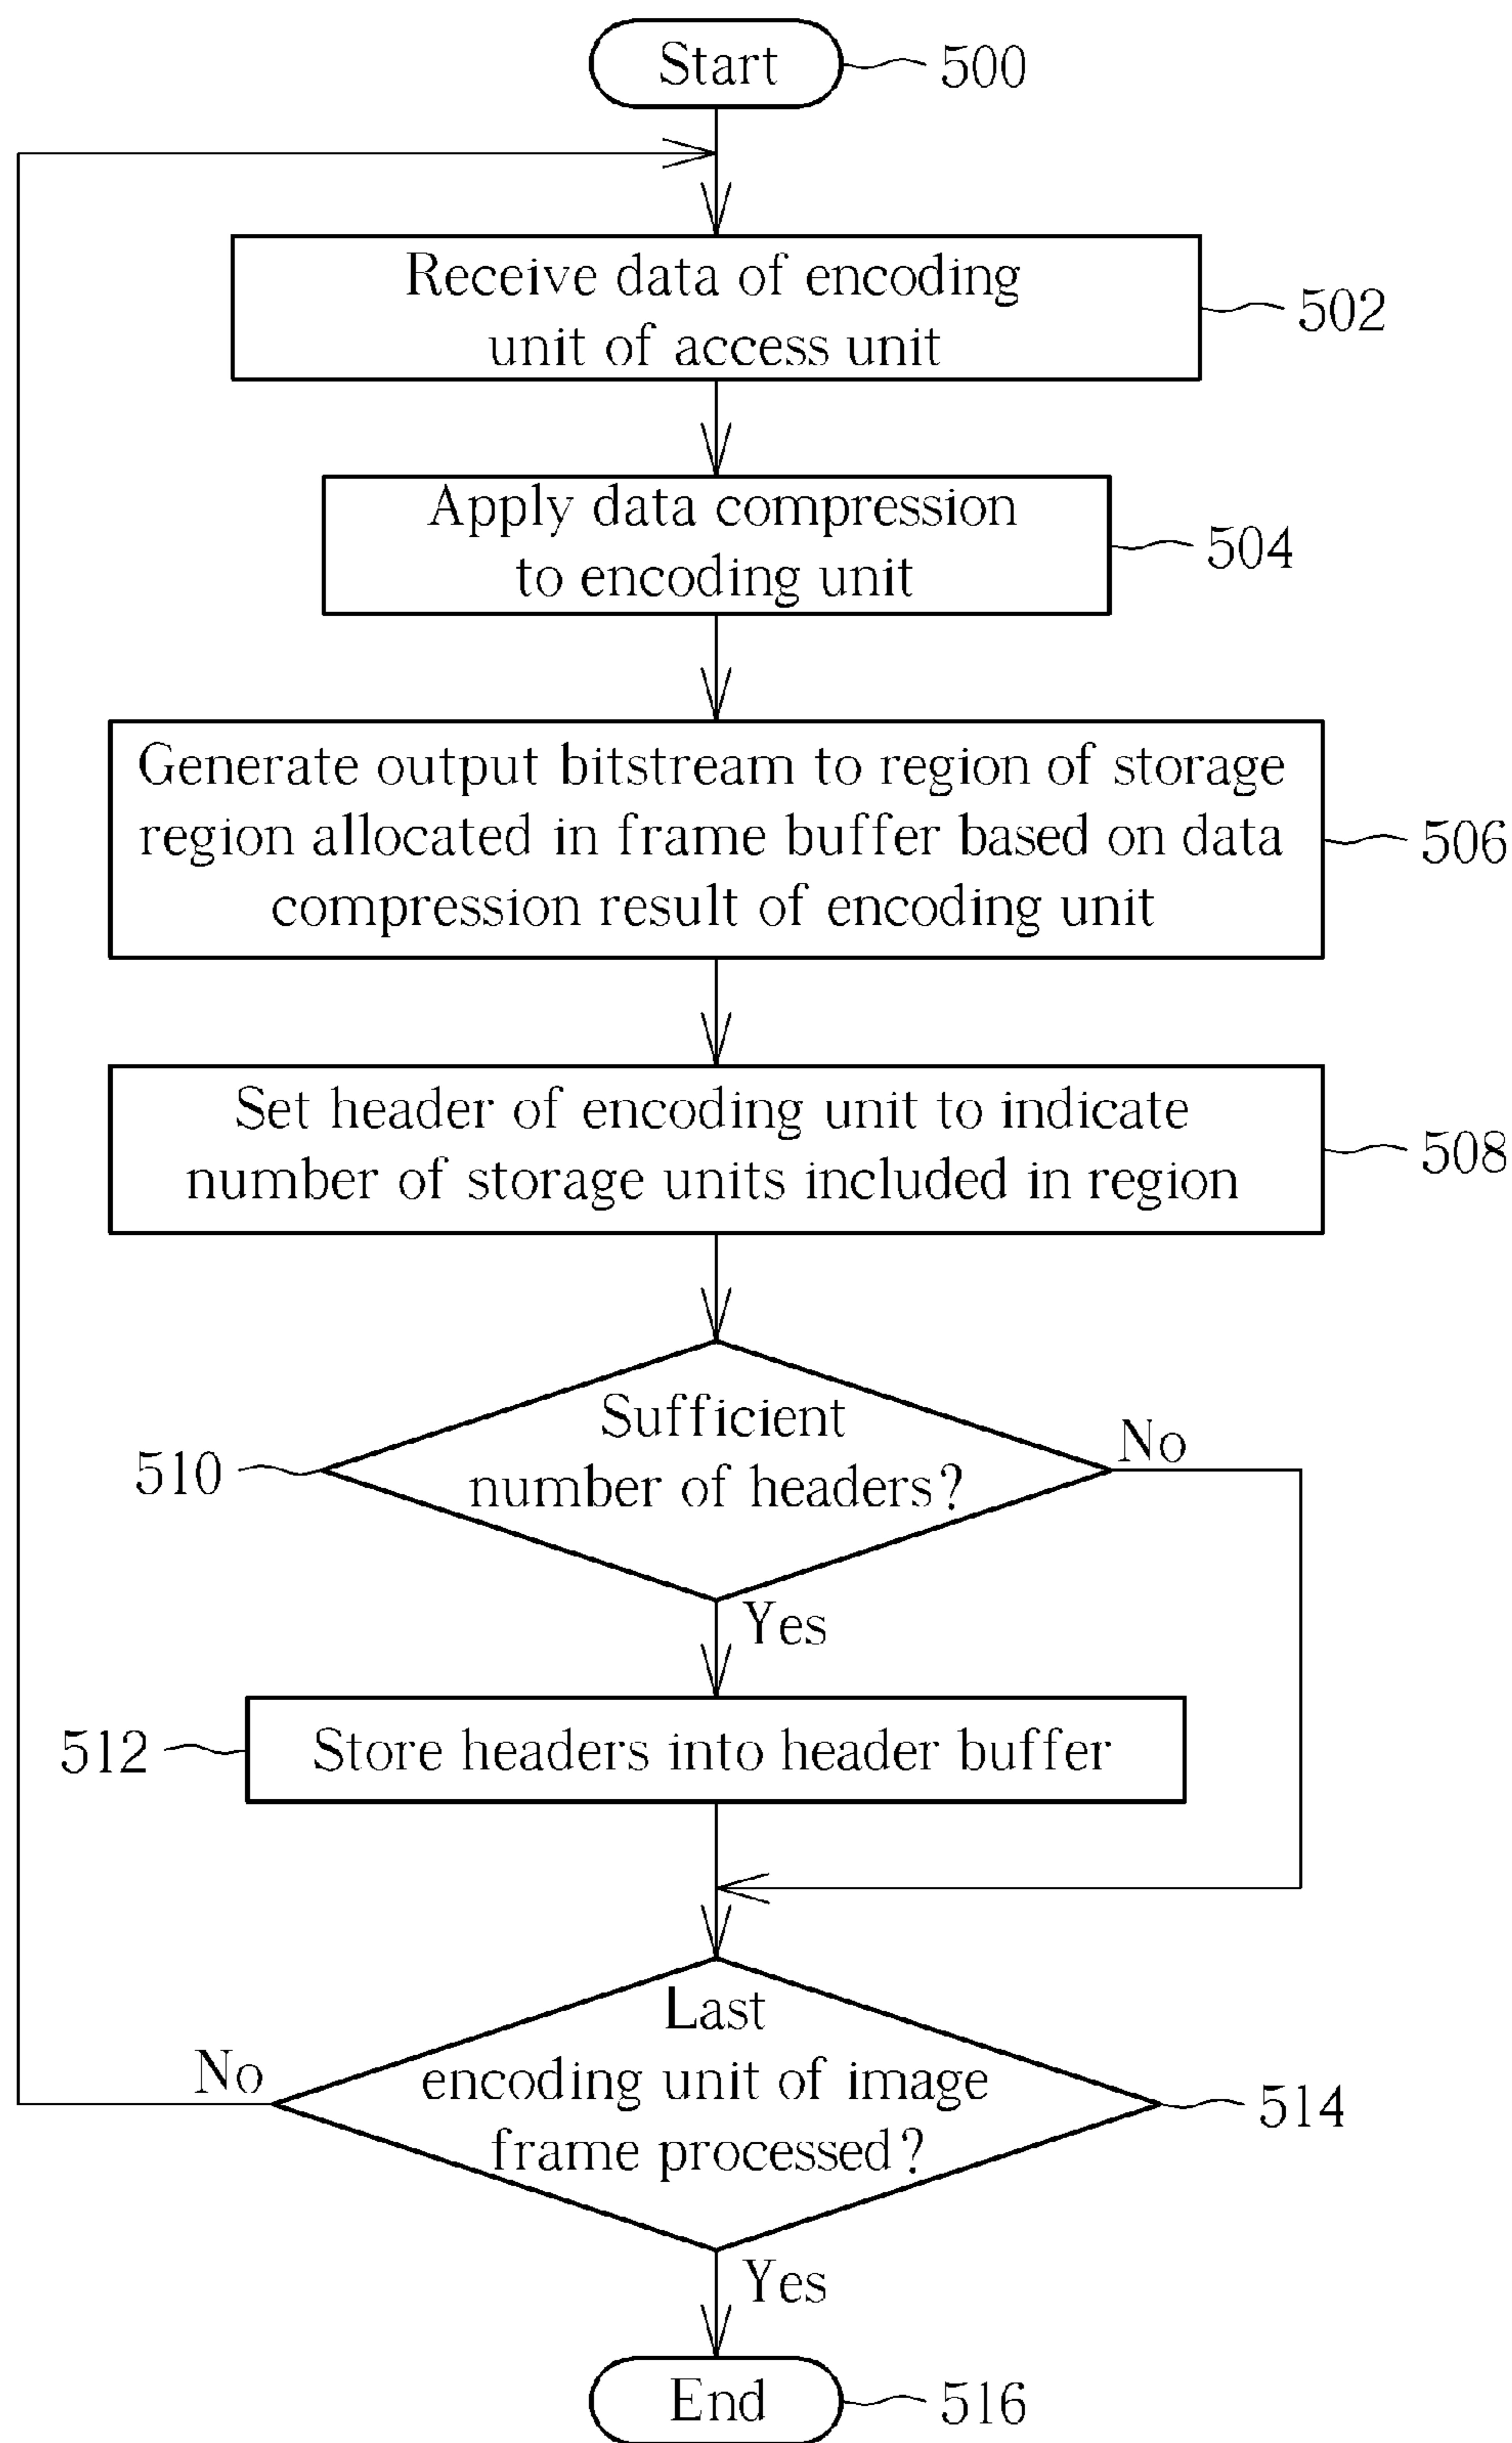 Start
500
Receive data of encoding
unit of access unit
502
Apply data compression
to encoding unit
504
Generate output bitstream to region of storage
region allocated in frame buffer based on data
compression result of encoding unit
506
Set header of encoding unit to indicate
number of storage units included in region
508
Sufficient
number of headers?
510
No
Yes
Store headers into header buffer
512
Last
encoding unit of image
frame processed?
No
514
Yes
End
516